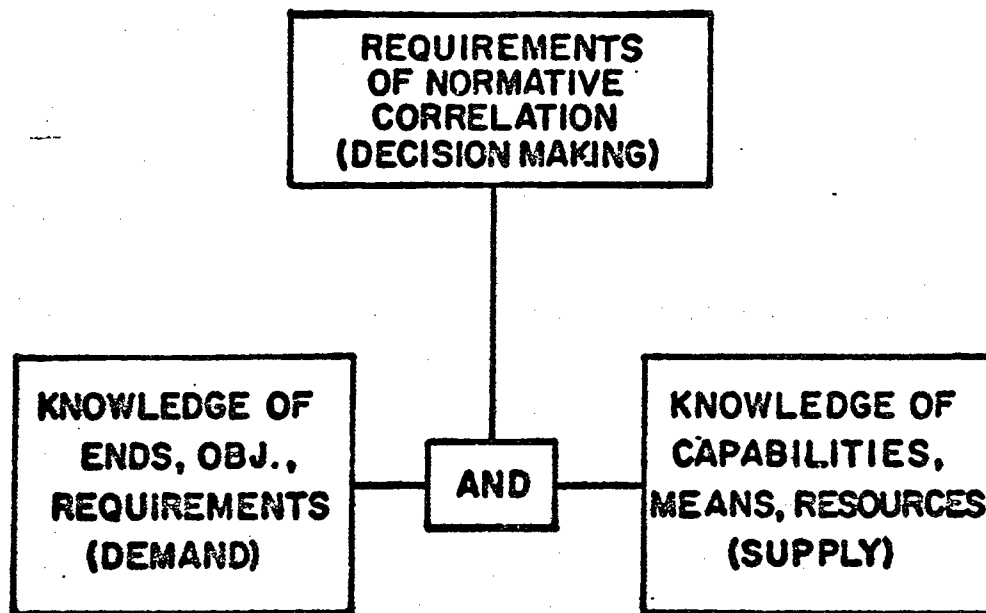 REQUIREMENTS
OF NORMATIVE
CORRELATION
(DECISION MAKING)
KNOWLEDGE OF
ENDS, OBJ.,
REQUIREMENTS
(DEMAND)
AND
KNOWLEDGE OF
CAPABILITIES,
MEANS, RESOURCES
(SUPPLY)